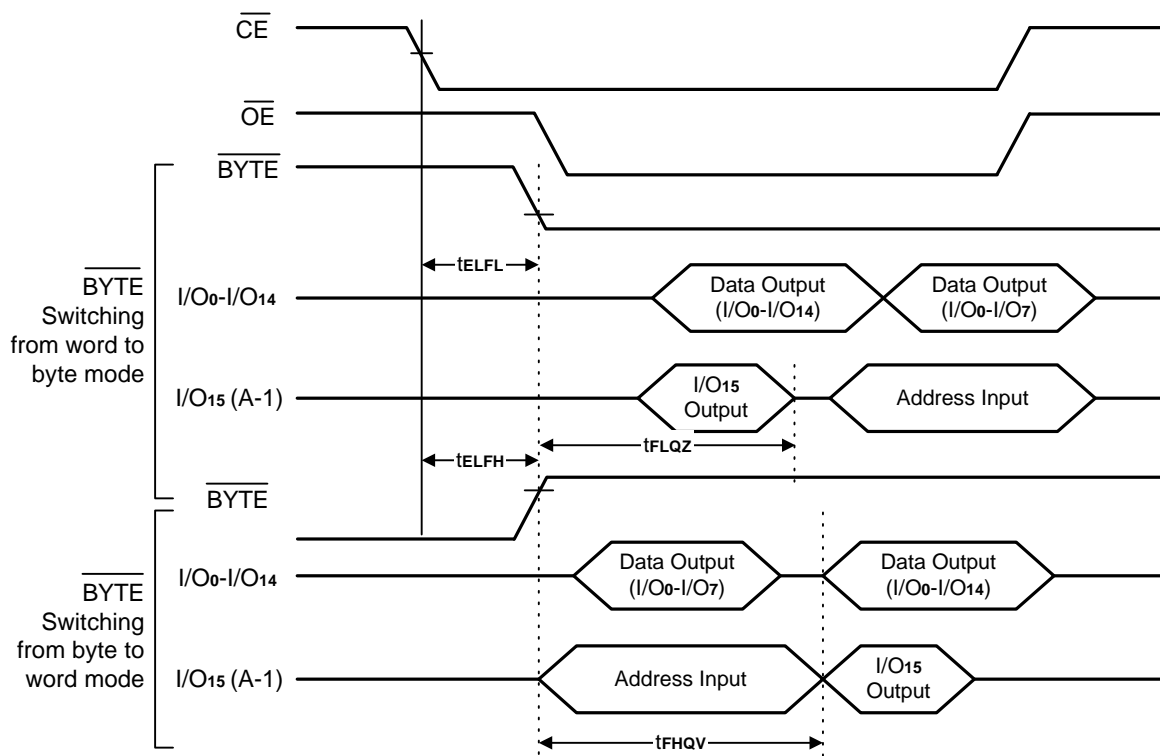 CE
OE
BYTE
tELFL
BYTE
Switching
from word to
byte mode
I/O0-I/O14
Data Output
(I/O0-I/O14)
Data Output
(I/O0-I/O7)
I/O15 (A-1)
I/O15
Output
Address Input
tELFH
tFLQZ
BYTE
BYTE
Switching
from byte to
word mode
I/O0-I/O14
Data Output
(I/O0-I/O7)
Data Output
(I/O0-I/O14)
I/O15 (A-1)
Address Input
I/O15
Output
tFHQV